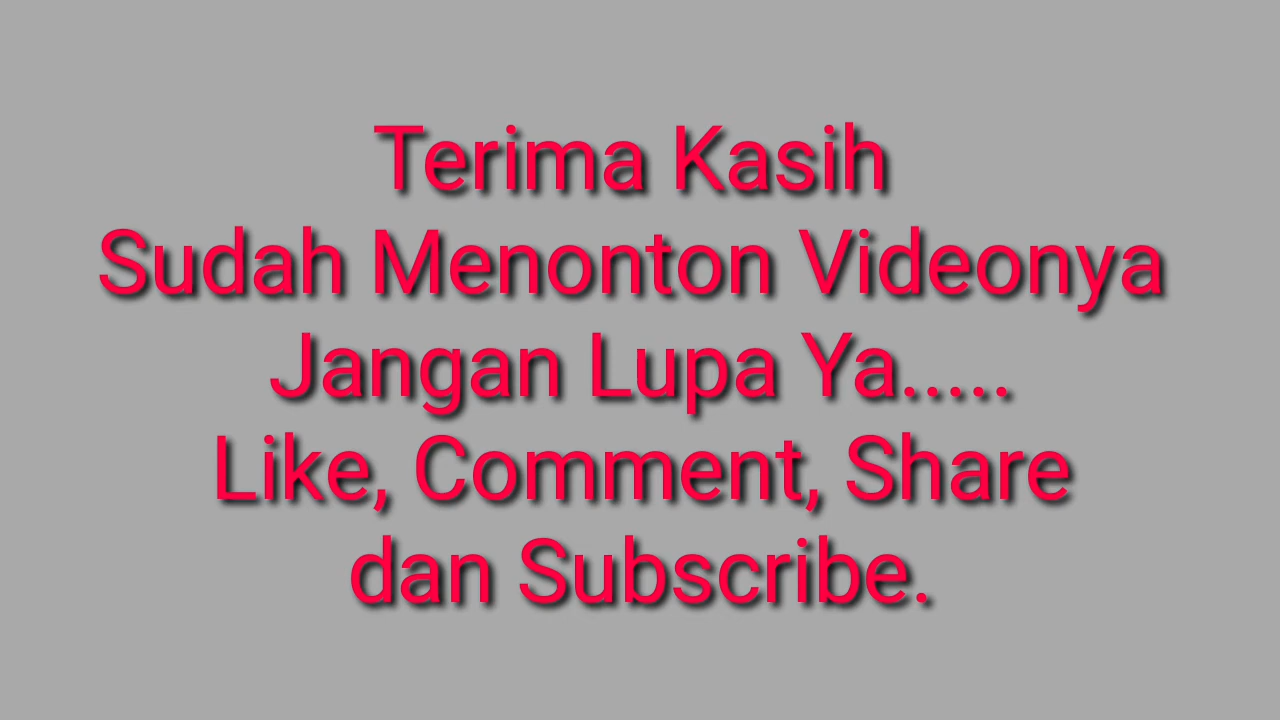 Terima Kasih
Sudah Menonton Videonya
Jangan Lupa Ya.....
Like, Comment, Share
dan Subscribe.